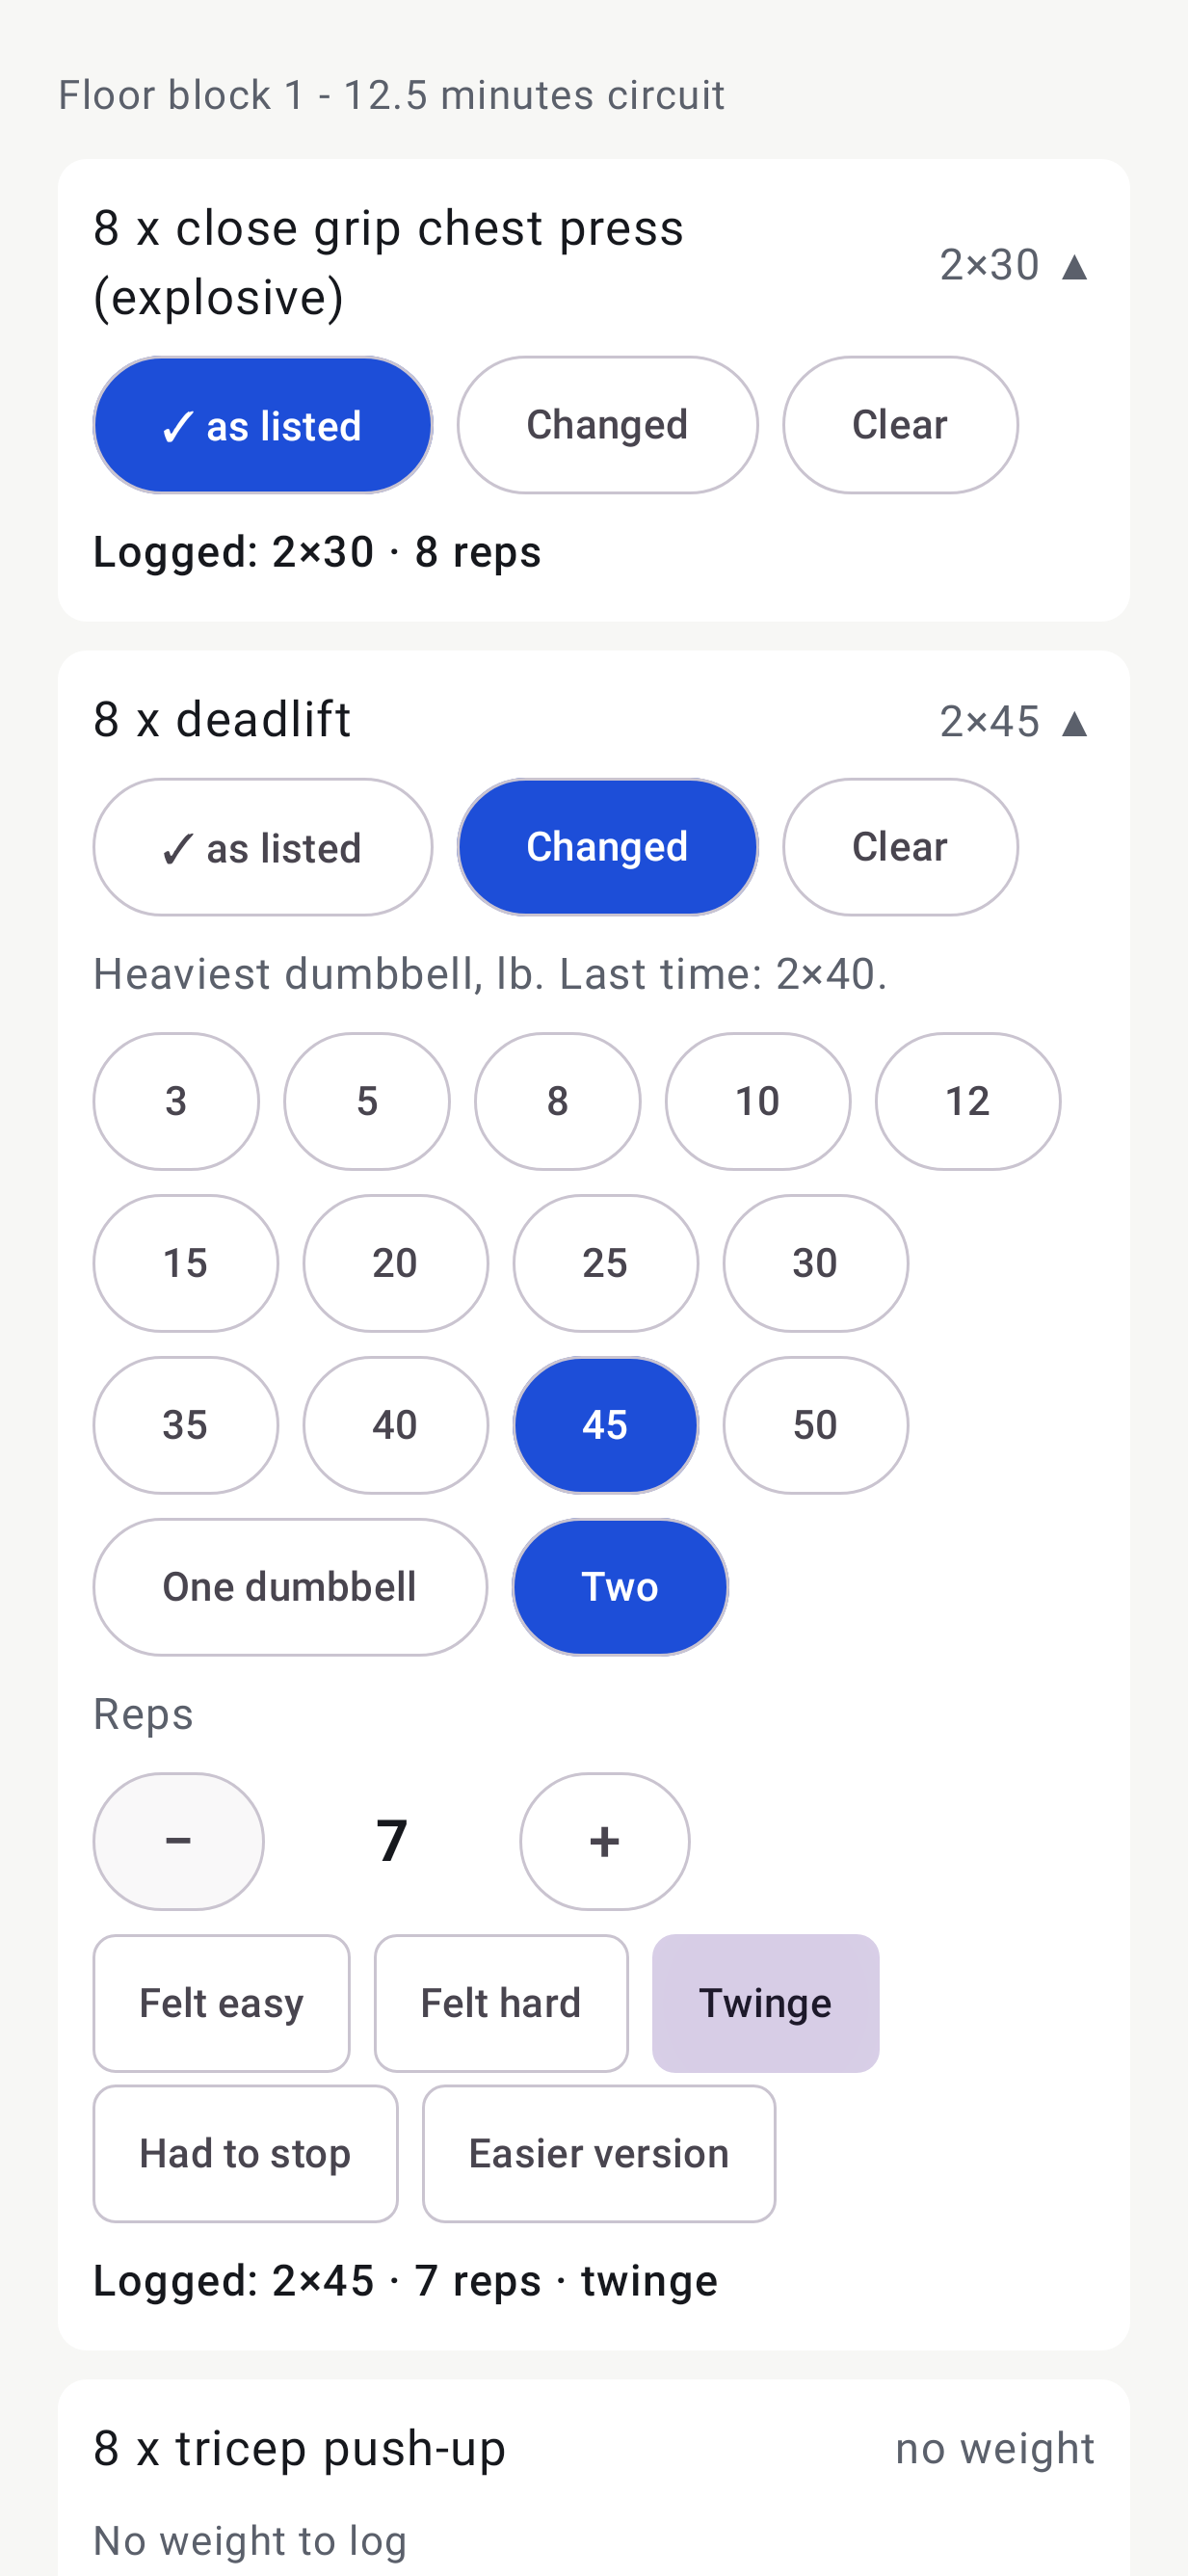 Floor block 1 - 12.5 minutes circuit
8 x close grip chest press
(explosive)
2×30 ▲
✓ as listed
Changed
Clear
Logged: 2×30 · 8 reps
8 x deadlift
2×45 ▲
✓ as listed
Changed
Clear
Heaviest dumbbell, lb. Last time: 2×40.
3 5 8 10 12
15 20 25 30
35 40 45 50
One dumbbell Two
Reps
− 7 +
Felt easy Felt hard Twinge
Had to stop Easier version
Logged: 2×45 · 7 reps · twinge
8 x tricep push-up
no weight
No weight to log